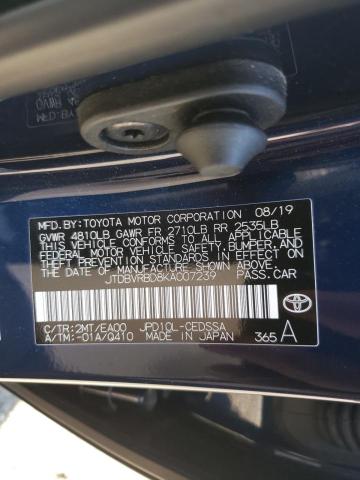 MFD.BY:TOYOTA MOTOR CORPORATION 08/19
GVWR 4810LB GAWR FR 2710LB RR 2535LB
THIS VEHICLE CONFORMS TO ALL APPLICABLE
FEDERAL MOTOR VEHICLE SAFETY, BUMPER, AND
THEFT PREVENTION STANDARDS IN EFFECT ON
THE DATE OF MANUFACTURE SHOWN ABOVE.
JTDBVRBD8KA007239 PASS.CAR
C/TR:2MT/EA00 JPD10L-CEDSSA
A/TM:-01A/Q410 MADE IN JAPAN 365 A